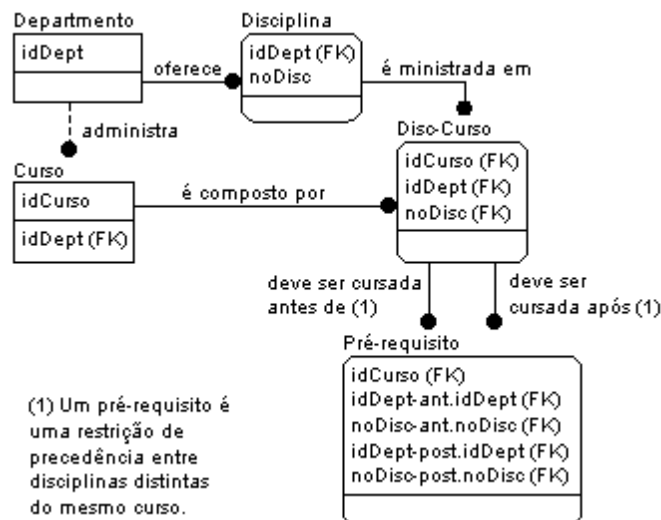 Departmento
idDept
oferece
Disciplina
idDept (FK)
noDisc
é ministrada em
administra
Disc-Curso
idCurso (FK)
idDept (FK)
noDisc (FK)
Curso
idCurso
idDept (FK)
é composto por
deve ser cursada
antes de (1)
deve ser
cursada após (1)
Pré-requisito
idCurso (FK)
idDept-ant.idDept (FK)
noDisc-ant.noDisc (FK)
idDept-post.idDept (FK)
noDisc-post.noDisc (FK)
(1) Um pré-requisito é
uma restrição de
precedência entre
disciplinas distintas
do mesmo curso.